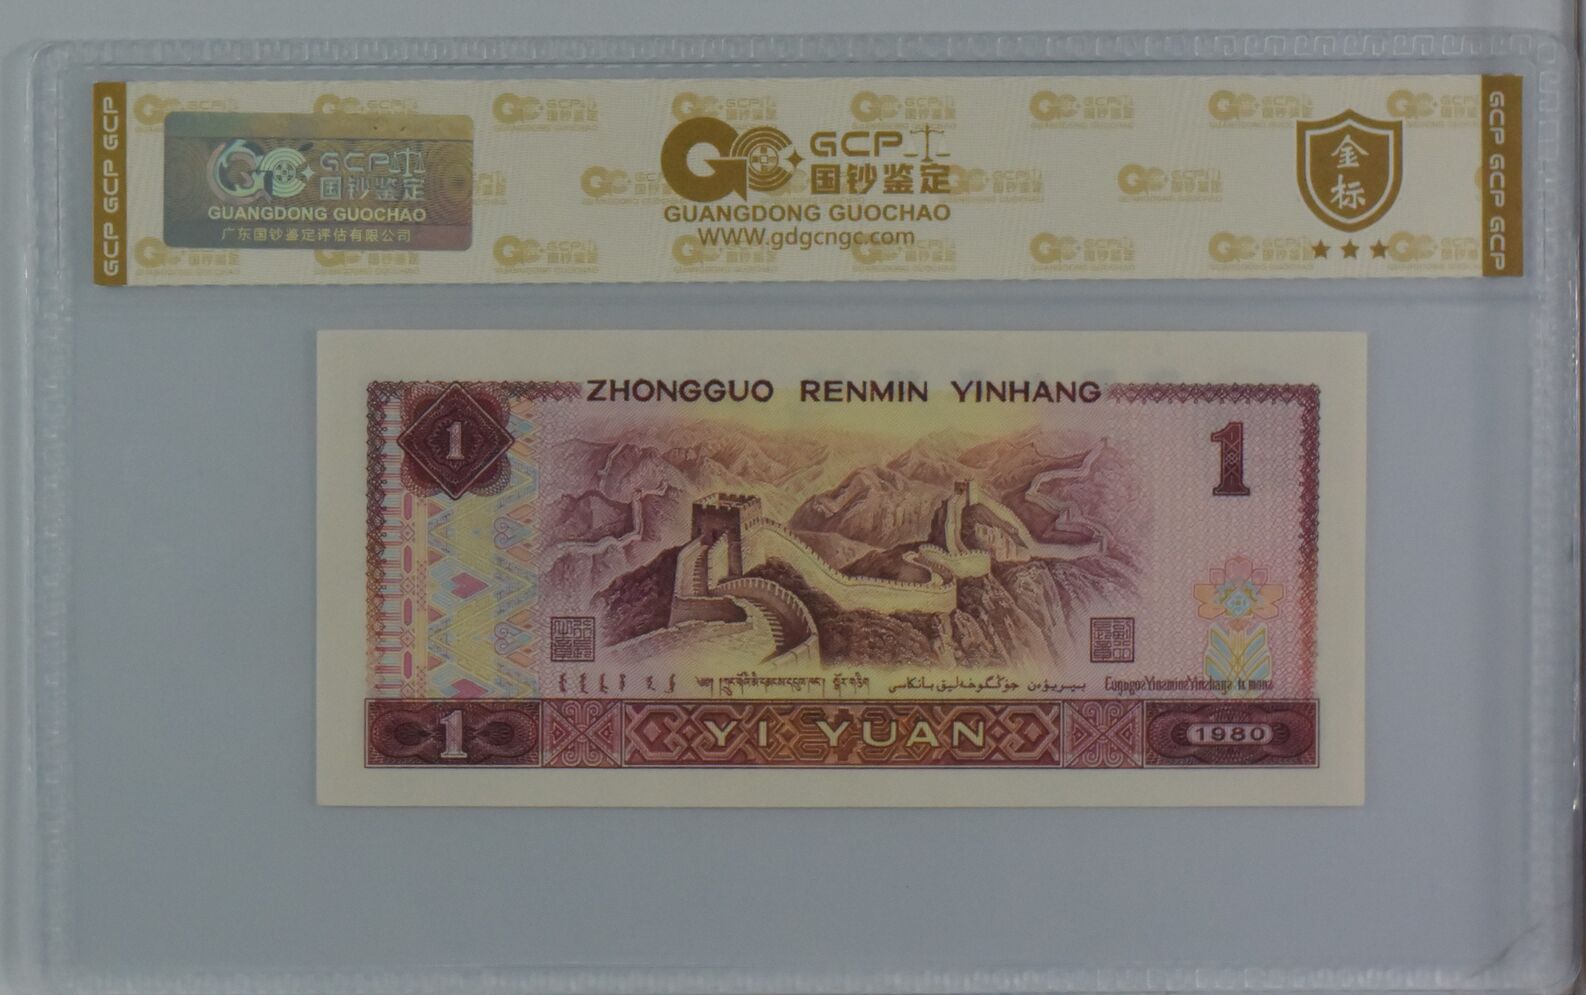 GCP GCP GCP
GCP
国钞鉴定
GUANGDONG GUOCHAO
广东国钞鉴定评估有限公司
GCP
国钞鉴定
GUANGDONG GUOCHAO
WWW.gdgcngc.com
金标
GCP GCP GCP
ZHONGGUO RENMIN YINHANG
1
1
1
YI YUAN
1980